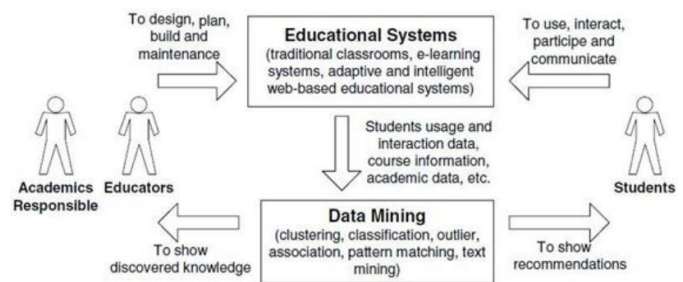 To design, plan,
build and
maintenance
Educational Systems
(traditional classrooms, e-learning
systems, adaptive and intelligent
web-based educational systems)
To use, interact,
participe and
communicate
Students usage and
interaction data,
course information,
academic data, etc.
Academics
Responsible
Educators
Students
Data Mining
(clustering, classification, outlier,
association, pattern matching, text
mining)
To show
discovered knowledge
To show
recommendations